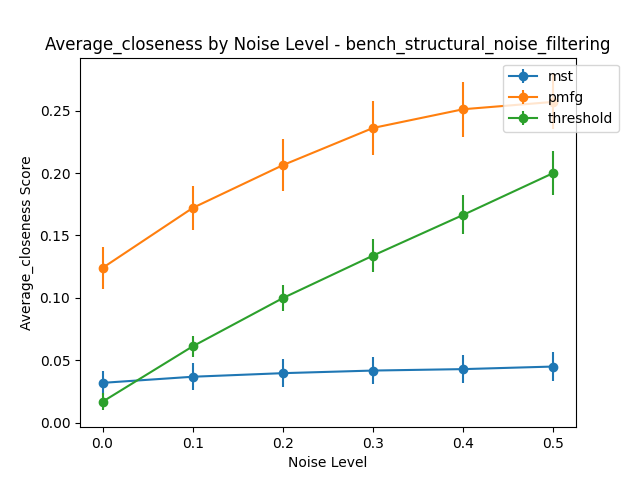 Average_closeness by Noise Level - bench_structural_noise_filtering
mst
pmfg
threshold
0.25
0.20
0.15
0.10
0.05
0.00
Average_closeness Score
0.0 0.1 0.2 0.3 0.4 0.5
Noise Level